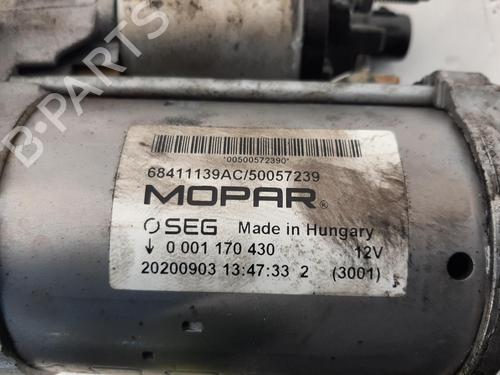 *00500572390*
68411139AC/50057239
MOPAR®
SEG Made in Hungary
↓ 0 001 170 430 12V
20200903 13:47:33 2 (3001)
B-PARTS